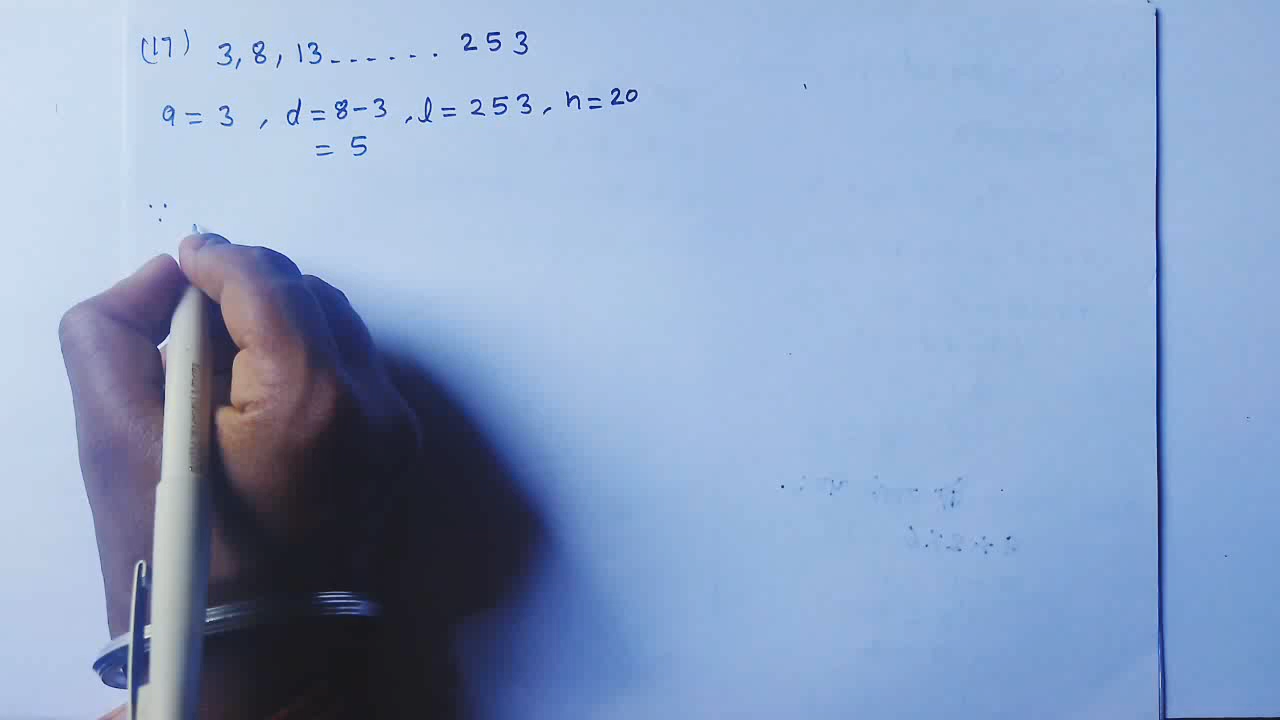 (17) 3, 8, 13 ...... 253
a = 3 , d = 8 - 3 , l = 253 , n = 20
= 5
∵